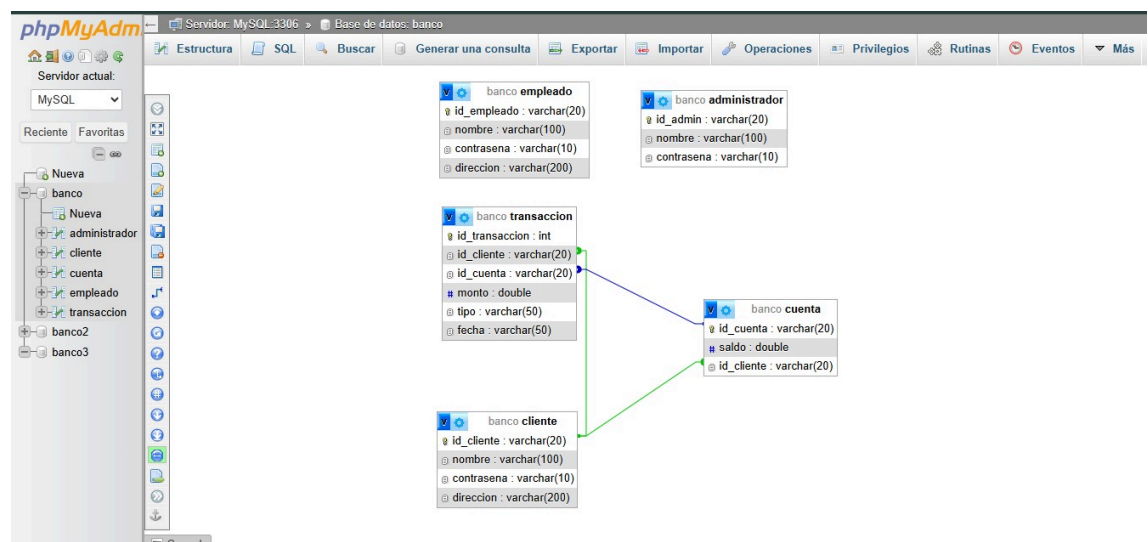 phpMyAdm
← Servidor: MySQL:3306 » Base de datos: banco
Estructura SQL Buscar Generar una consulta Exportar Importar Operaciones Privilegios Rutinas Eventos Más
Servidor actual:
MySQL
Reciente Favoritas
Nueva
banco
Nueva
administrador
cliente
cuenta
empleado
transaccion
banco2
banco3
banco empleado
id_empleado : varchar(20)
nombre : varchar(100)
contrasena : varchar(10)
direccion : varchar(200)
banco administrador
id_admin : varchar(20)
nombre : varchar(100)
contrasena : varchar(10)
banco transaccion
id_transaccion : int
id_cliente : varchar(20)
id_cuenta : varchar(20)
# monto : double
tipo : varchar(50)
fecha : varchar(50)
banco cuenta
id_cuenta : varchar(20)
# saldo : double
id_cliente : varchar(20)
banco cliente
id_cliente : varchar(20)
nombre : varchar(100)
contrasena : varchar(10)
direccion : varchar(200)